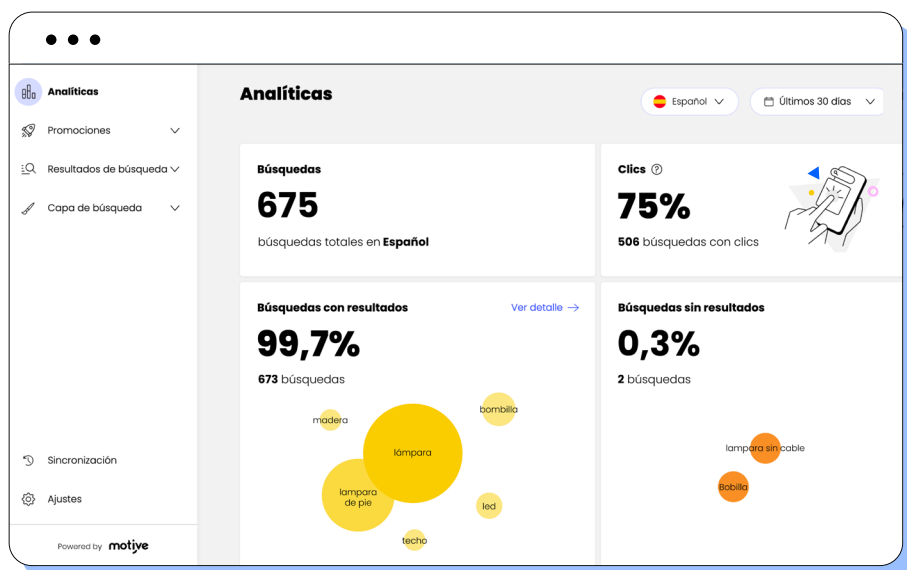 Analíticas
Promociones
Resultados de búsqueda
Capa de búsqueda
Sincronización
Ajustes
Powered by motive
Analíticas
Español
Últimos 30 días
Búsquedas
675
búsquedas totales en Español
Clics ?
75%
506 búsquedas con clics
Búsquedas con resultados
Ver detalle →
99,7%
673 búsquedas
madera
bombilla
lámpara
lampara
de pie
led
techo
Búsquedas sin resultados
0,3%
2 búsquedas
lampara sin cable
Bobilla